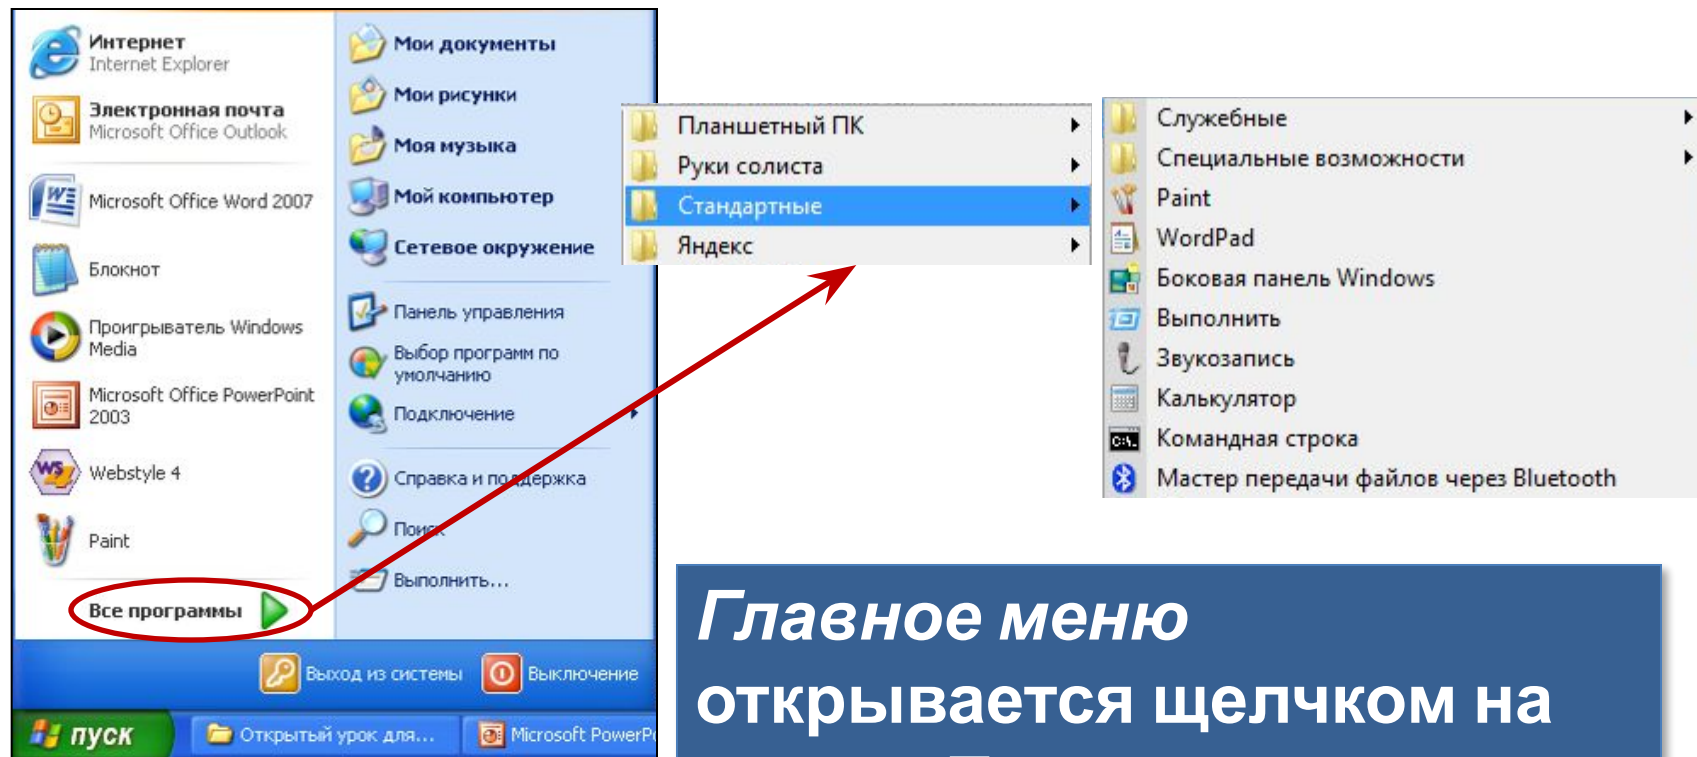 Интернет
Internet Explorer
Электронная почта
Microsoft Office Outlook
Microsoft Office Word 2007
Блокнот
Проигрыватель Windows
Media
Microsoft Office PowerPoint
2003
Webstyle 4
Paint
Все программы
Мои документы
Мои рисунки
Моя музыка
Мой компьютер
Сетевое окружение
Панель управления
Выбор программ по
умолчанию
Подключение
Справка и поддержка
Поиск
Выполнить...
Выход из системы
Выключение
пуск
Открытый урок для...
Microsoft PowerPo
Планшетный ПК
Руки солиста
Стандартные
Яндекс
Служебные
Специальные возможности
Paint
WordPad
Боковая панель Windows
Выполнить
Звукозапись
Калькулятор
Командная строка
Мастер передачи файлов через Bluetooth
Главное меню
открывается щелчком на